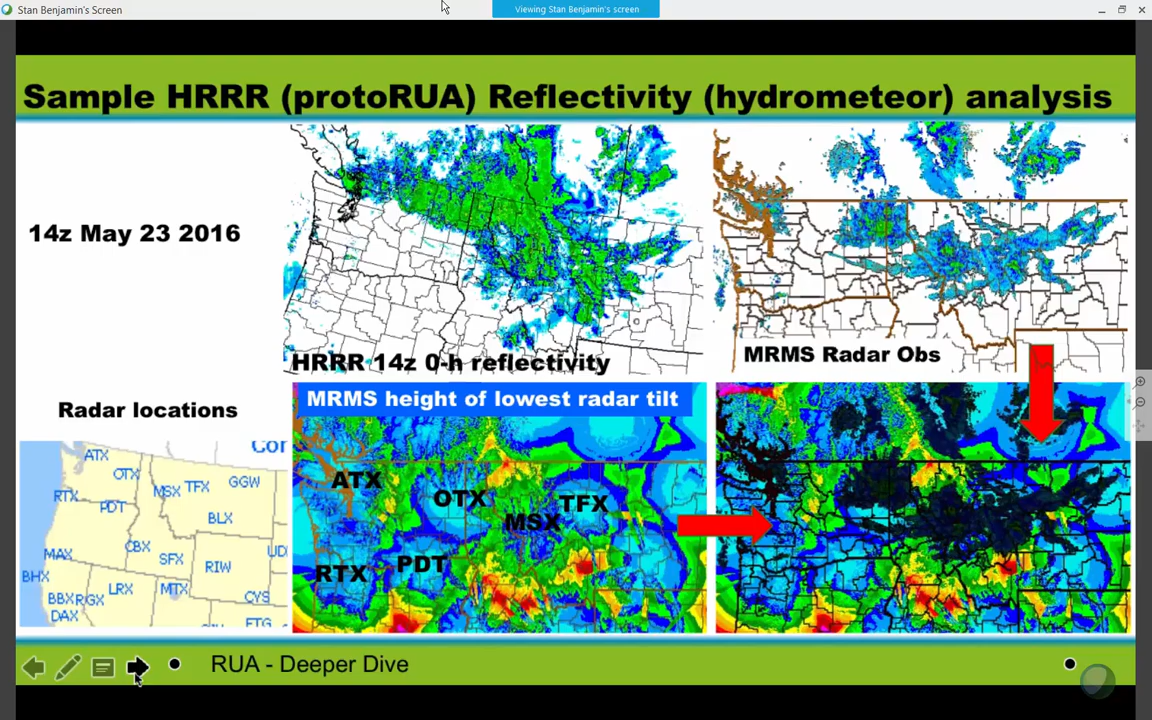 Stan Benjamin's Screen
Viewing Stan Benjamin's screen
Sample HRRR (protoRUA) Reflectivity (hydrometeor) analysis
14z May 23 2016
HRRR 14z 0-h reflectivity
MRMS Radar Obs
Radar locations
MRMS height of lowest radar tilt
Cor
ATX
OTX
MSX
TFX
GGW
RTX
PDT
BLX
MAX
CBX
SFX
RIW
UD
BHX
BBX
RGX
LRX
MTX
CYS
DAX
FTG
ATX
OTX
TFX
MSX
PDT
RTX
RUA - Deeper Dive